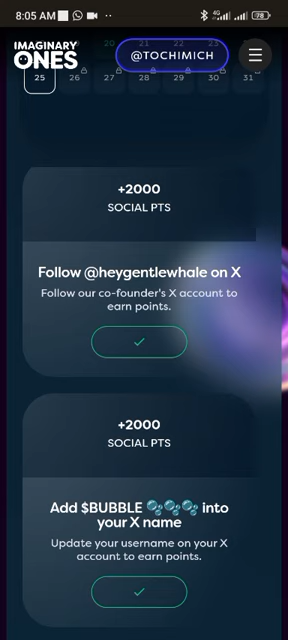 8:05 AM
4G
78
IMAGINARY
ONES
@TOCHIMICH
20 21 22 23
25 26 27 28 29 30 31
+2000
SOCIAL PTS
Follow @heygentlewhale on X
Follow our co-founder's X account to
earn points.
+2000
SOCIAL PTS
Add $BUBBLE 🫧🫧🫧 into
your X name
Update your username on your X
account to earn points.